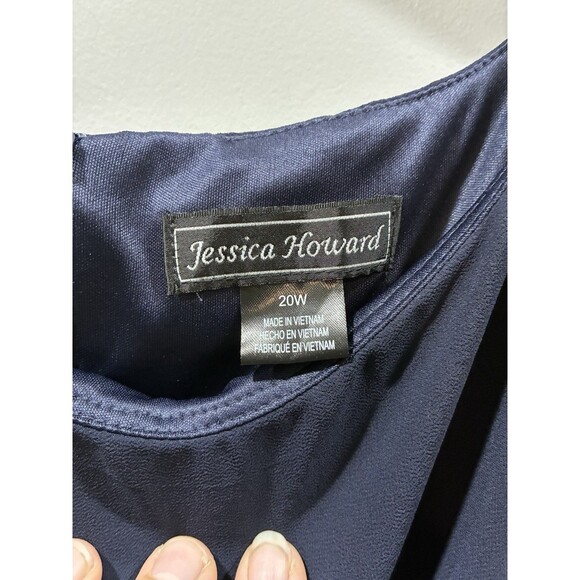 Jessica Howard
20W
MADE IN VIETNAM
HECHO EN VIETNAM
FABRIQUÉ EN VIETNAM